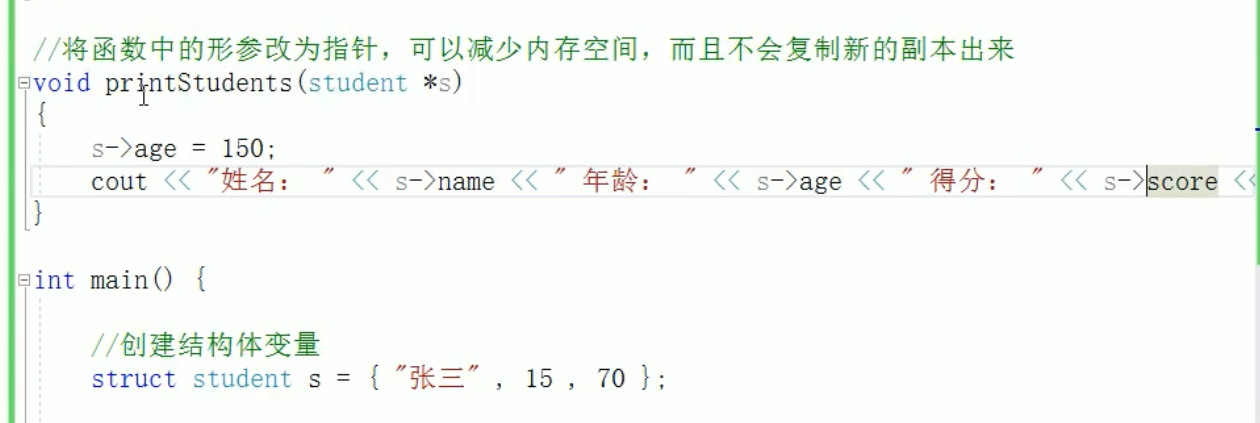 //将函数中的形参改为指针，可以减少内存空间，而且不会复制新的副本出来
void printStudents(student *s)
{
s->age = 150;
cout << "姓名： " << s->name << " 年龄： " << s->age << " 得分： " << s->score <<
}
int main() {
//创建结构体变量
struct student s = { "张三" , 15 , 70 };